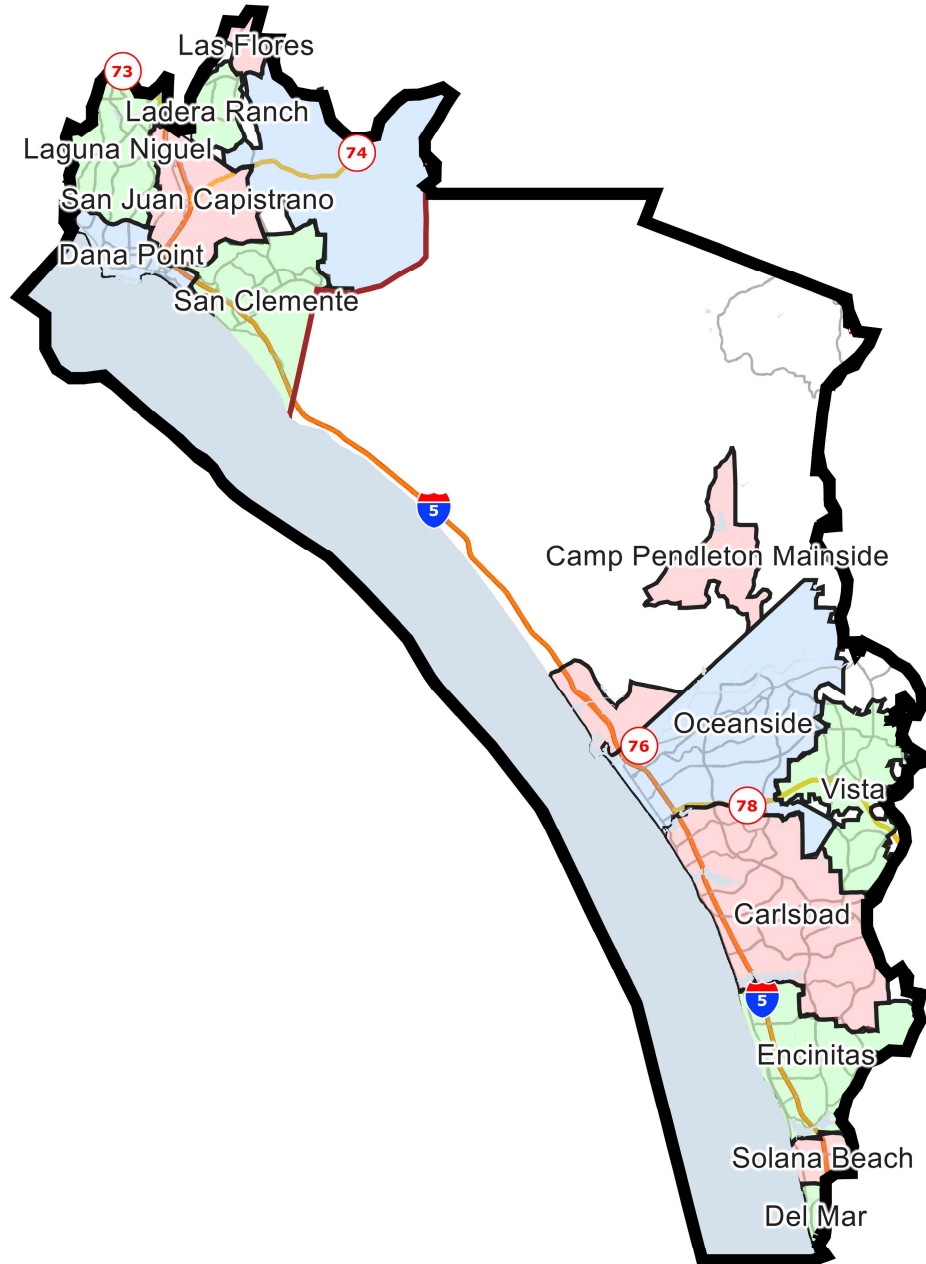 Las Flores
73
Ladera Ranch
Laguna Niguel
74
San Juan Capistrano
Dana Point
San Clemente
5
Camp Pendleton Mainside
Oceanside
76
Vista
78
Carlsbad
5
Encinitas
Solana Beach
Del Mar